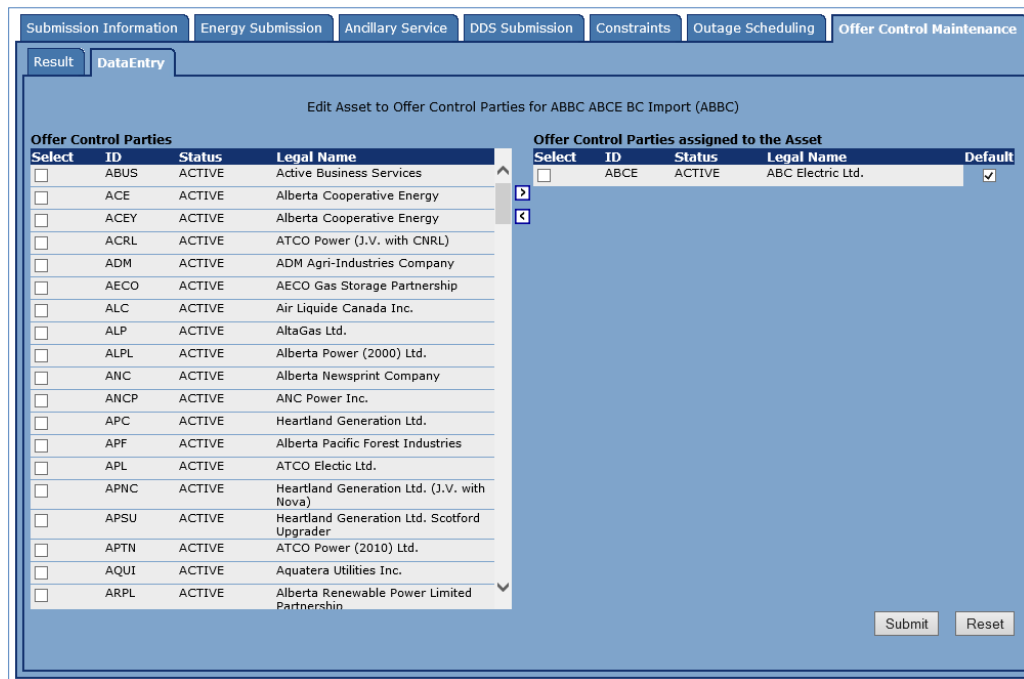 Submission Information Energy Submission Ancillary Service DDS Submission Constraints Outage Scheduling Offer Control Maintenance
Result DataEntry
Edit Asset to Offer Control Parties for ABBC ABCE BC Import (ABBC)
Offer Control Parties
Select ID Status Legal Name
ABUS ACTIVE Active Business Services
ACE ACTIVE Alberta Cooperative Energy
ACEY ACTIVE Alberta Cooperative Energy
ACRL ACTIVE ATCO Power (J.V. with CNRL)
ADM ACTIVE ADM Agri-Industries Company
AECO ACTIVE AECO Gas Storage Partnership
ALC ACTIVE Air Liquide Canada Inc.
ALP ACTIVE AltaGas Ltd.
ALPL ACTIVE Alberta Power (2000) Ltd.
ANC ACTIVE Alberta Newsprint Company
ANCP ACTIVE ANC Power Inc.
APC ACTIVE Heartland Generation Ltd.
APF ACTIVE Alberta Pacific Forest Industries
APL ACTIVE ATCO Electic Ltd.
APNC ACTIVE Heartland Generation Ltd. (J.V. with
Nova)
APSU ACTIVE Heartland Generation Ltd. Scotford
Upgrader
APTN ACTIVE ATCO Power (2010) Ltd.
AQUI ACTIVE Aquatera Utilities Inc.
ARPL ACTIVE Alberta Renewable Power Limited
Partnership
Offer Control Parties assigned to the Asset
Select ID Status Legal Name Default
ABCE ACTIVE ABC Electric Ltd.
Submit Reset